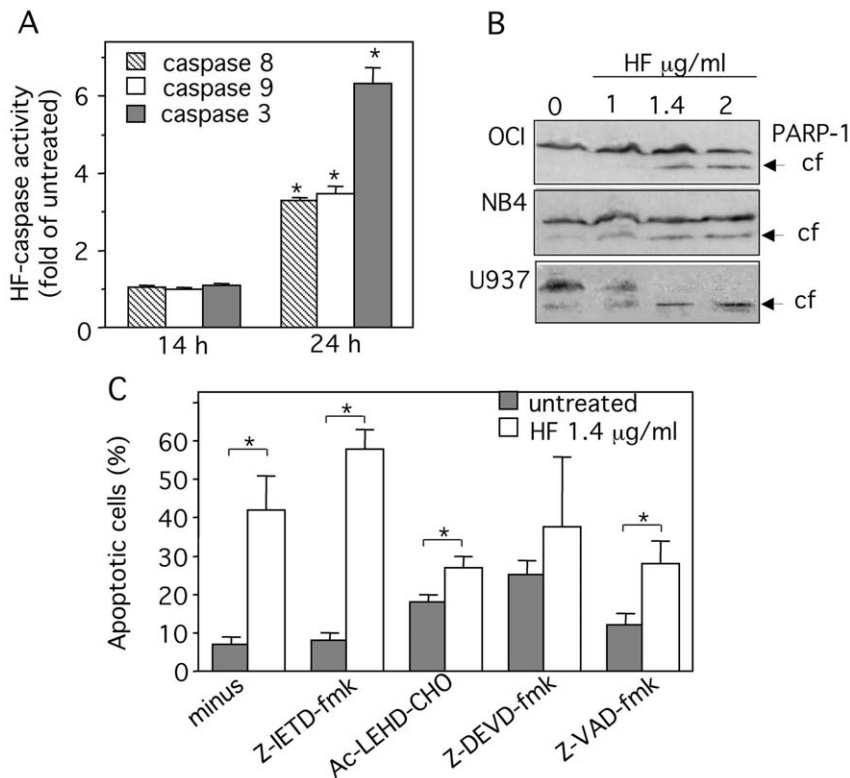 A
HF-caspase activity
(fold of untreated)
6
4
2
0
caspase 8
caspase 9
caspase 3
*
* *
14 h 24 h
B
HF µg/ml
0 1 1.4 2
OCI PARP-1
cf
NB4
cf
U937
cf
C
Apoptotic cells (%)
60
50
40
30
20
10
0
untreated
HF 1.4 µg/ml
* * * *
minus Z-IETD-fmk Ac-LEHD-CHO Z-DEVD-fmk Z-VAD-fmk